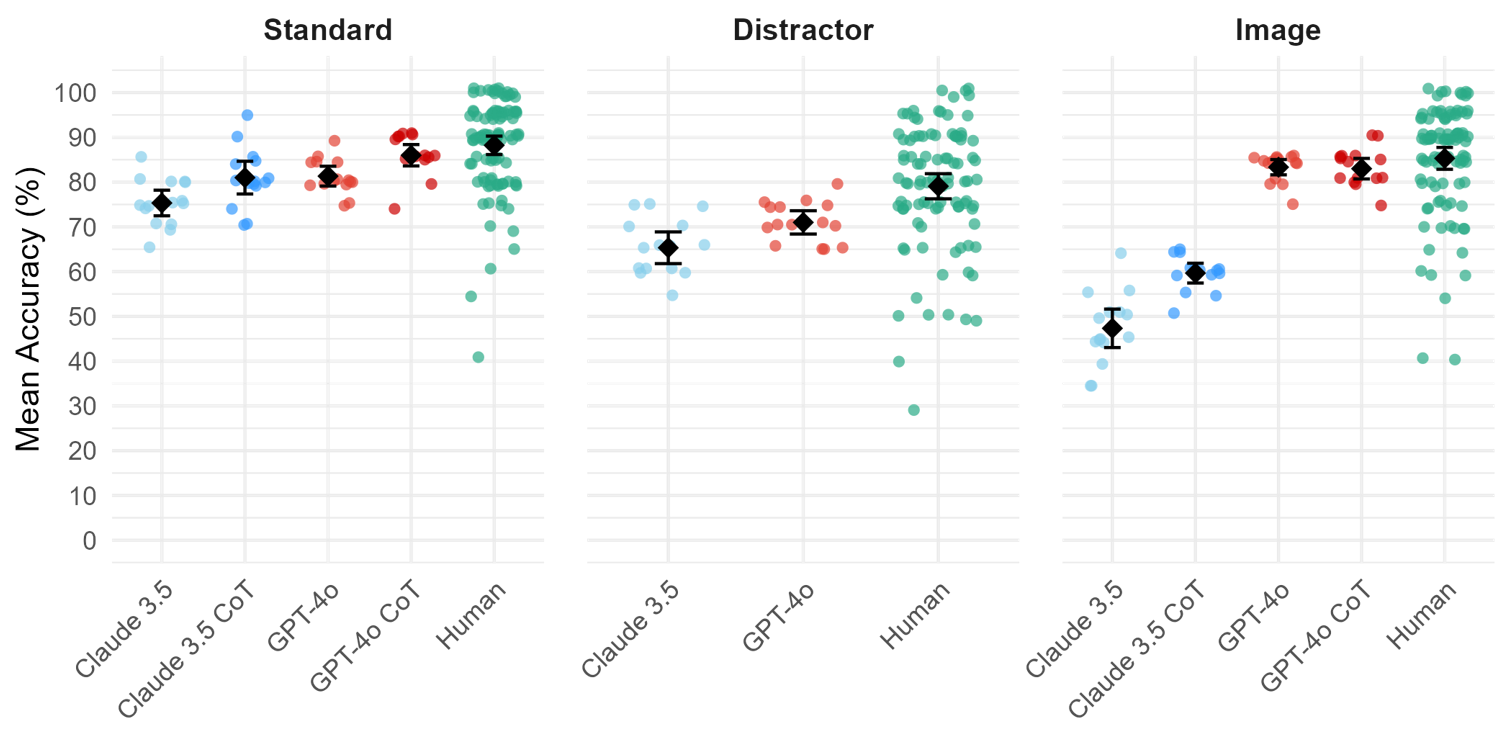 Standard
Distractor
Image
Mean Accuracy (%)
100
90
80
70
60
50
40
30
20
10
0
Claude 3.5
Claude 3.5 CoT
GPT-4o
GPT-4o CoT
Human
Claude 3.5
GPT-4o
Human
Claude 3.5
Claude 3.5 CoT
GPT-4o
GPT-4o CoT
Human